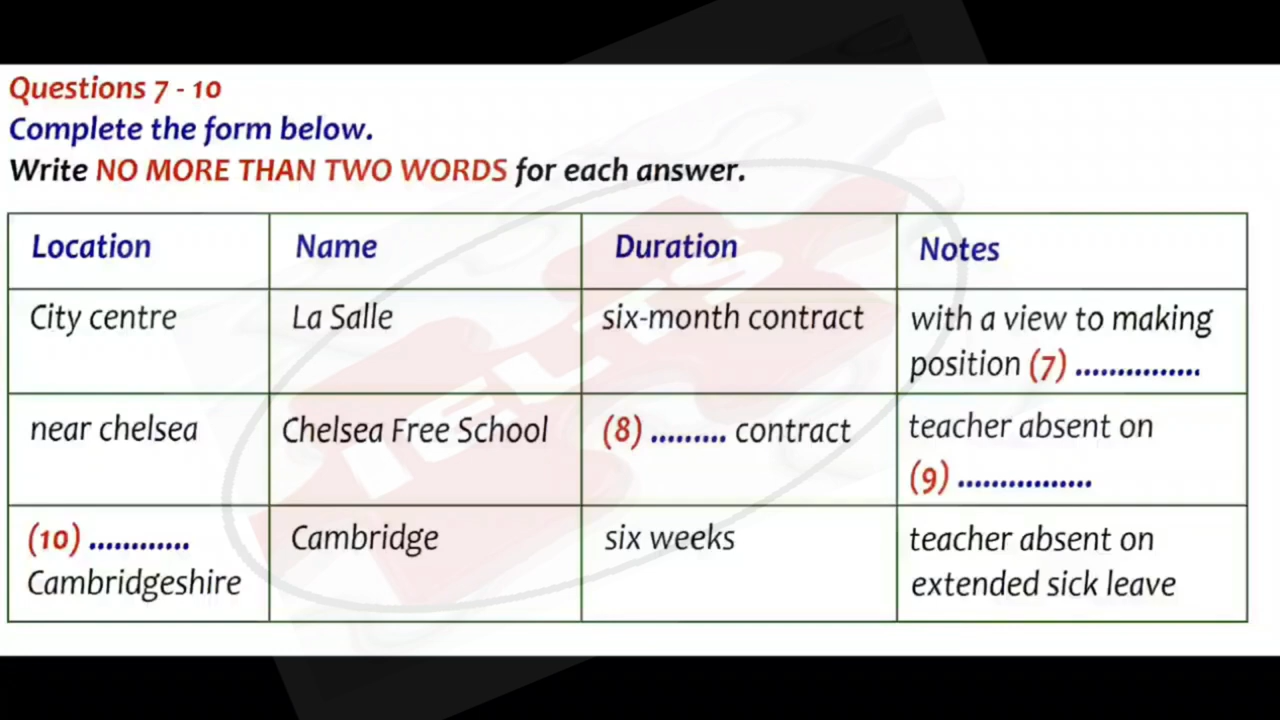 Questions 7 - 10
Complete the form below.
Write NO MORE THAN TWO WORDS for each answer.
Location Name Duration Notes
City centre La Salle six-month contract with a view to making
position (7) ...............
near chelsea Chelsea Free School (8) ......... contract teacher absent on
(9) ................
(10) ............ Cambridge six weeks teacher absent on
Cambridgeshire extended sick leave
IELTS